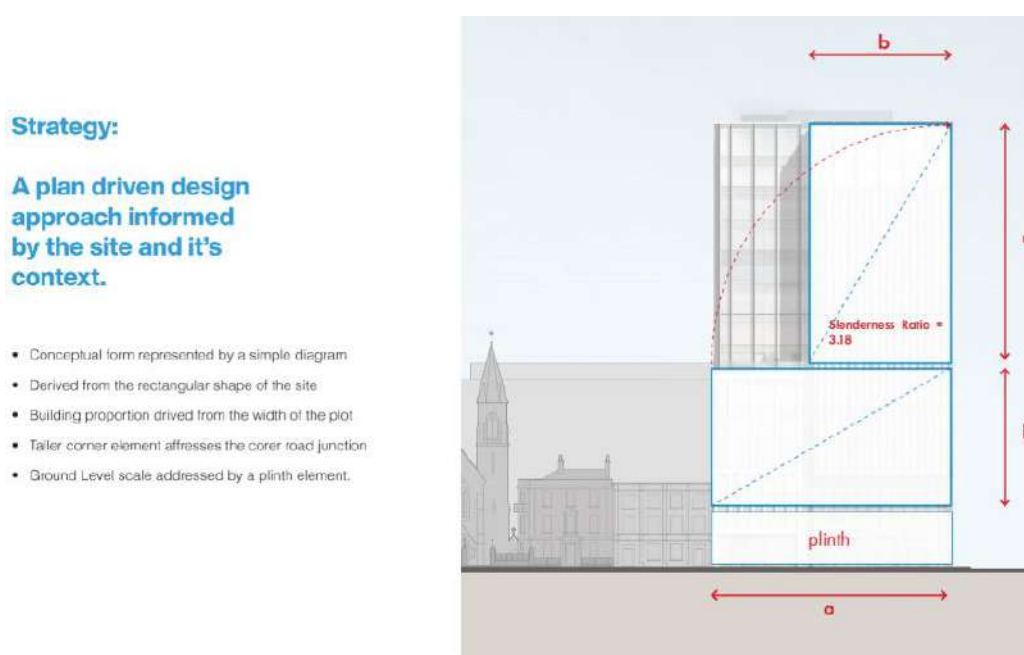 Strategy:
A plan driven design
approach informed
by the site and it's
context.
• Conceptual form represented by a simple diagram
• Derived from the rectangular shape of the site
• Building proportion drived from the width of the plot
• Taller corner element affresses the corer road junction
• Ground Level scale addressed by a plinth element.
b
Slenderness Ratio =
3.18
plinth
a